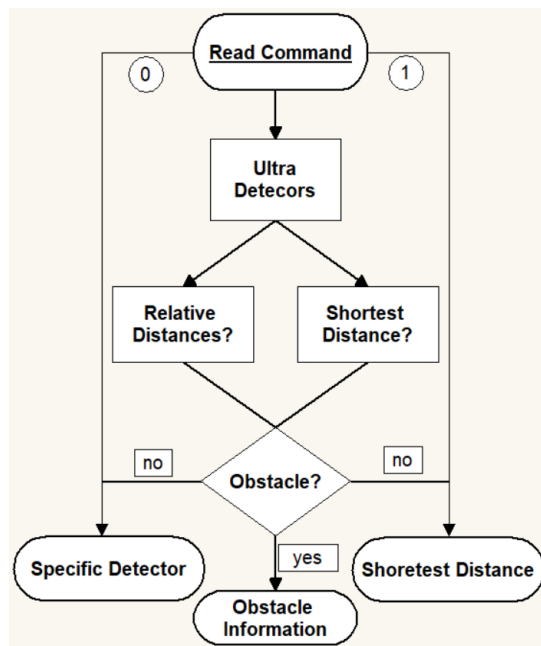 Read Command
0
1
Ultra
Detecors
Relative
Distances?
Shortest
Distance?
no
Obstacle?
no
yes
Specific Detector
Shoretest Distance
Obstacle
Information